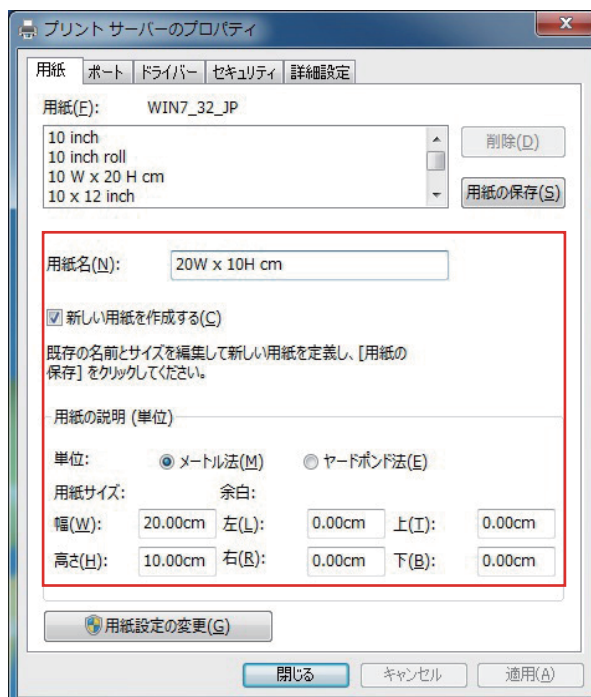 プリント サーバーのプロパティ
用紙 ポート ドライバー セキュリティ 詳細設定
用紙(F): WIN7_32_JP
10 inch
10 inch roll
10 W x 20 H cm
10 x 12 inch
削除(D)
用紙の保存(S)
用紙名(N): 20W x 10H cm
新しい用紙を作成する(C)
既存の名前とサイズを編集して新しい用紙を定義し、[用紙の
保存] をクリックしてください。
用紙の説明 (単位)
単位: メートル法(M) ヤードポンド法(E)
用紙サイズ: 余白:
幅(W): 20.00cm 左(L): 0.00cm 上(T): 0.00cm
高さ(H): 10.00cm 右(R): 0.00cm 下(B): 0.00cm
用紙設定の変更(G)
閉じる キャンセル 適用(A)